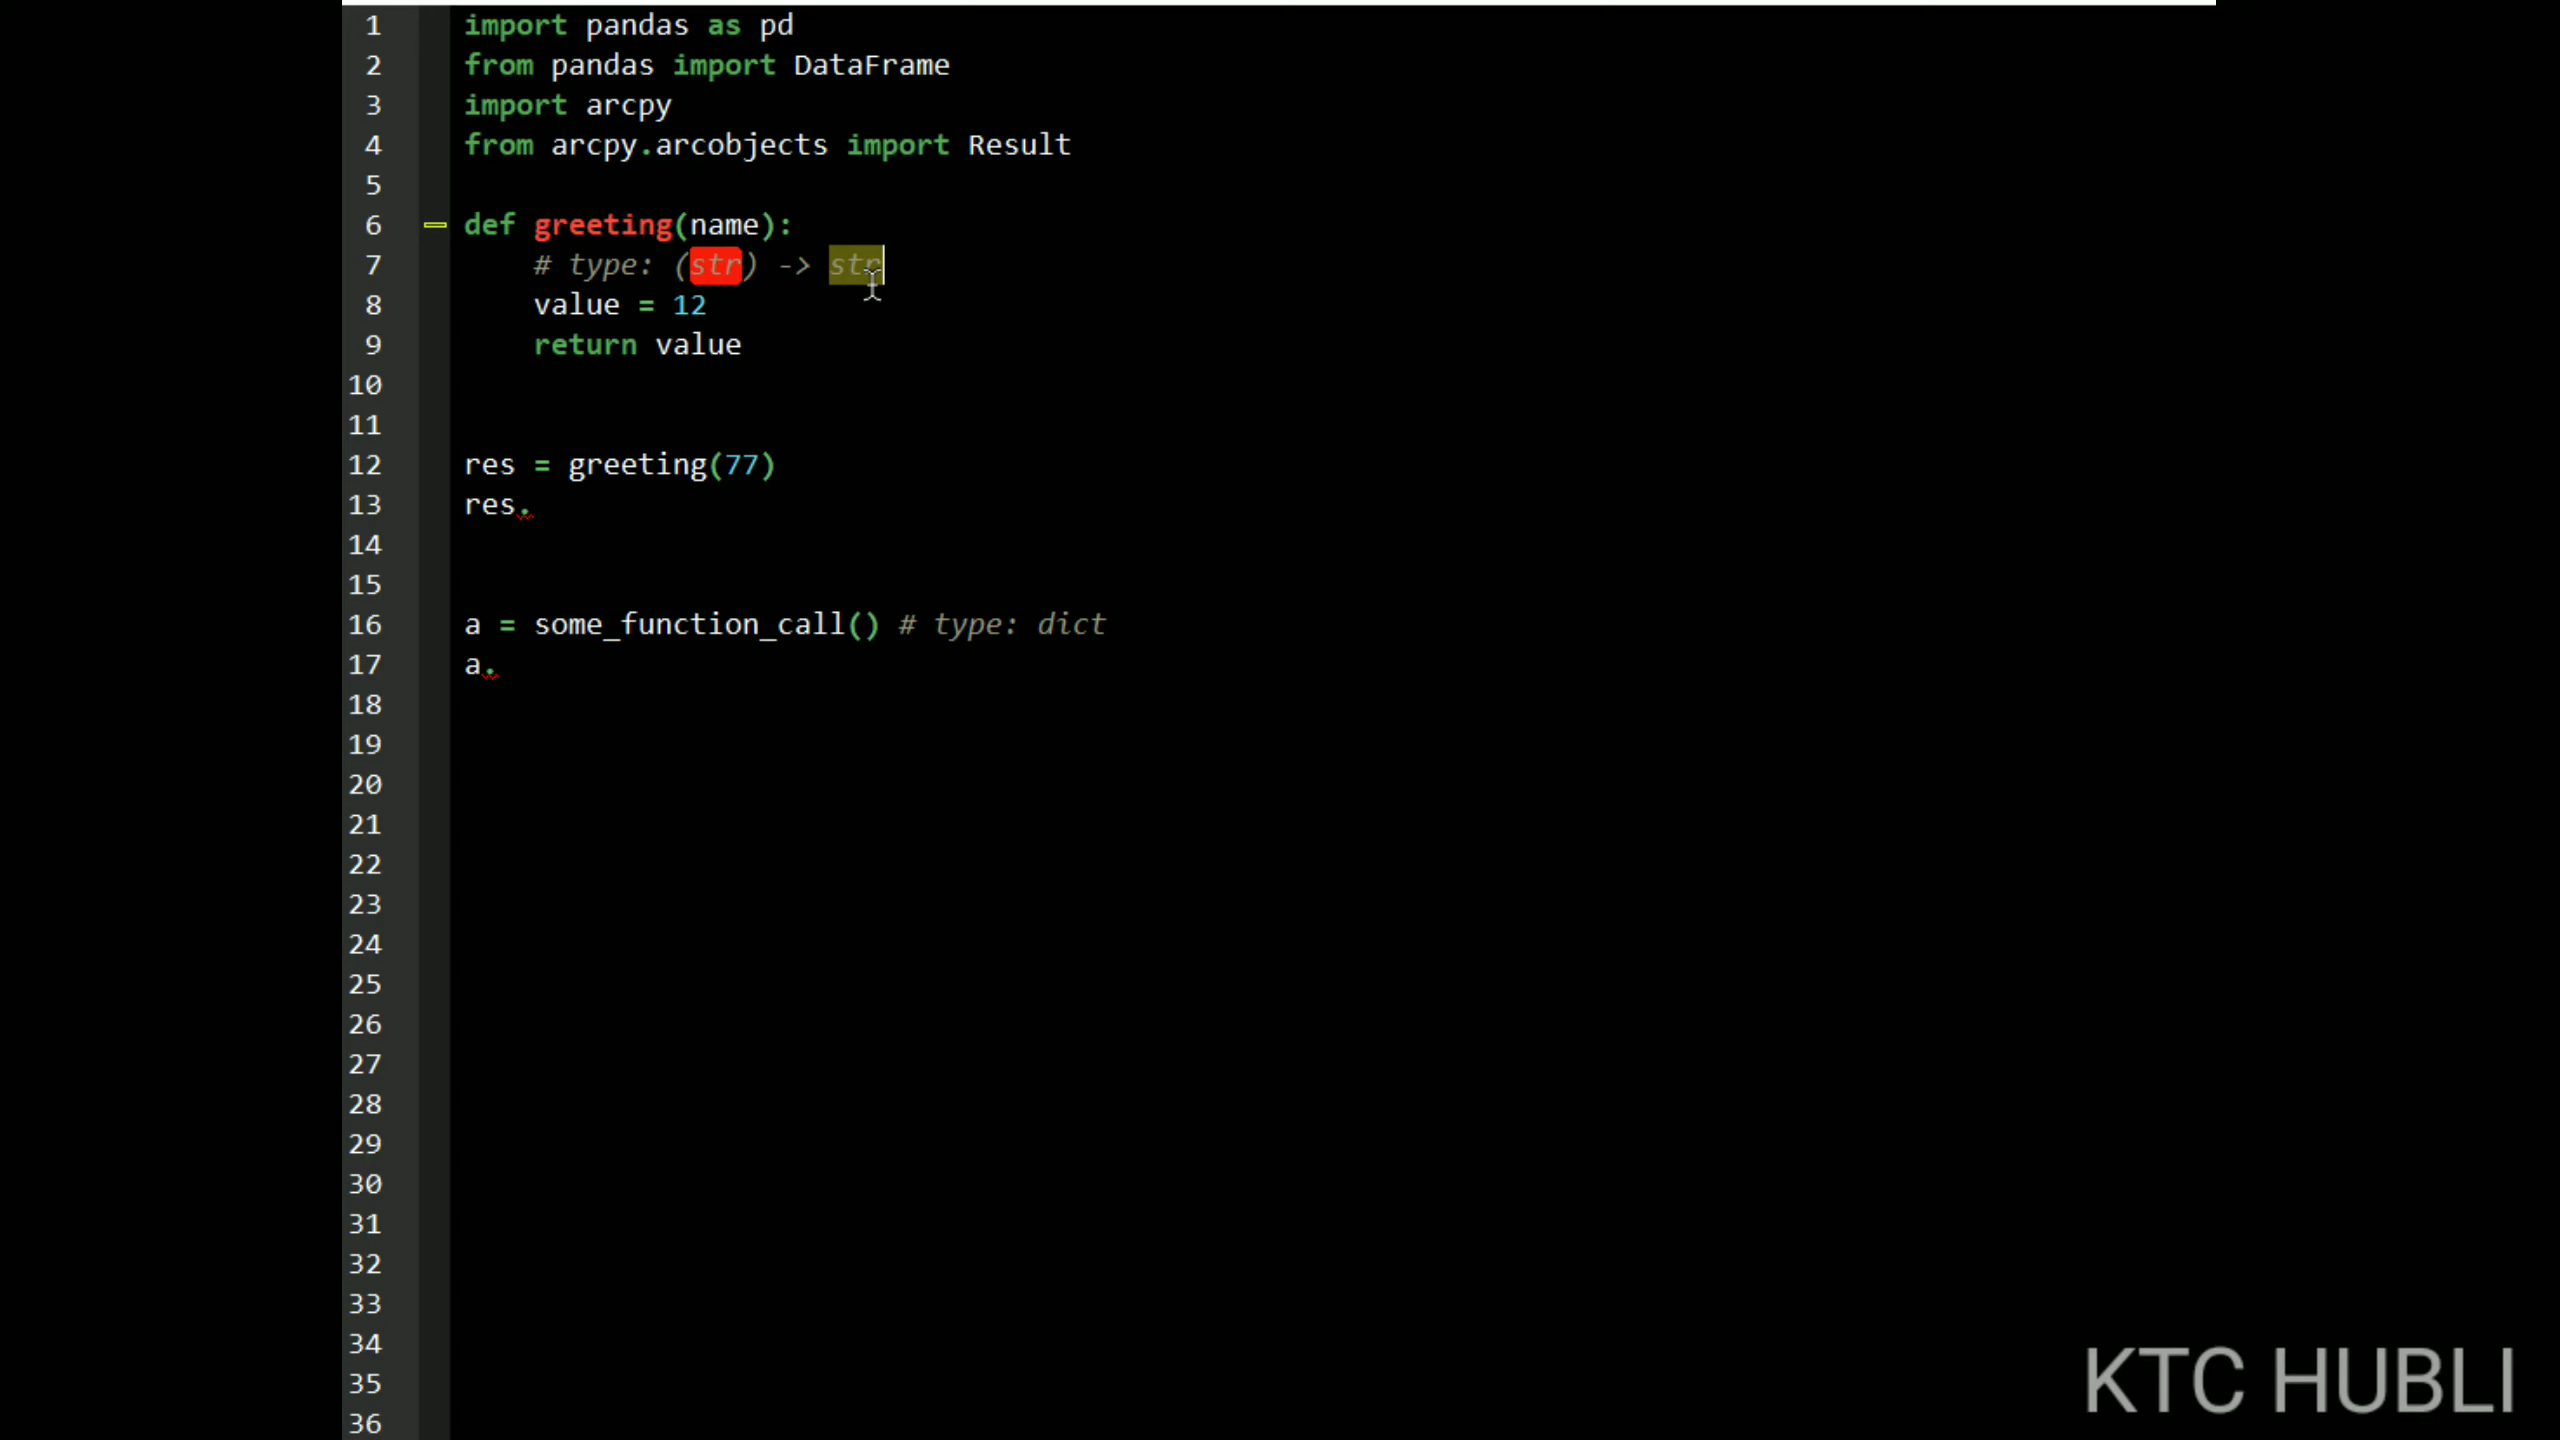 1 import pandas as pd
2 from pandas import DataFrame
3 import arcpy
4 from arcpy.arcobjects import Result
5
6 def greeting(name):
7 # type: (str) -> str
8 value = 12
9 return value
10
11
12 res = greeting(77)
13 res.
14
15
16 a = some_function_call() # type: dict
17 a.
18
19
20
21
22
23
24
25
26
27
28
29
30
31
32
33
34
35
36
KTC HUBLI